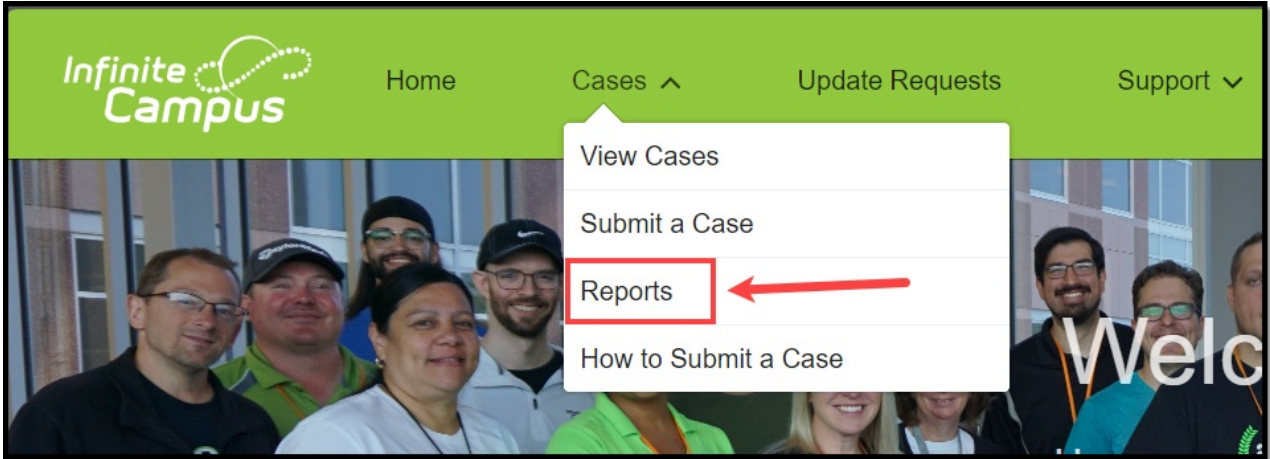 Infinite
Campus
Home
Cases
Update Requests
Support
View Cases
Submit a Case
Reports
How to Submit a Case
Welc